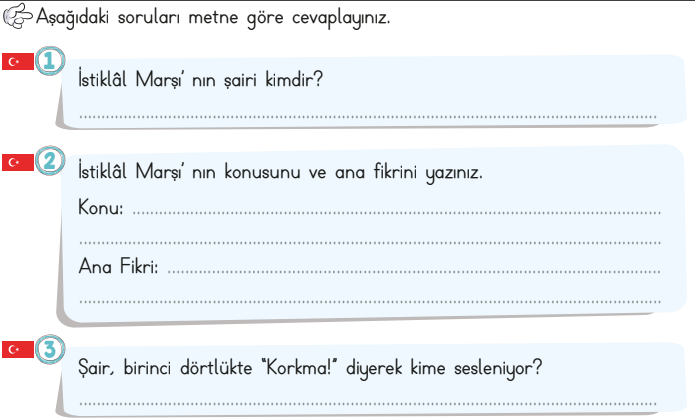 Aşağıdaki soruları metne göre cevaplayınız.
1
İstiklâl Marşı' nın şairi kimdir?
2
İstiklâl Marşı' nın konusunu ve ana fikrini yazınız.
Konu:
Ana Fikri:
3
Şair, birinci dörtlükte “Korkma!” diyerek kime sesleniyor?